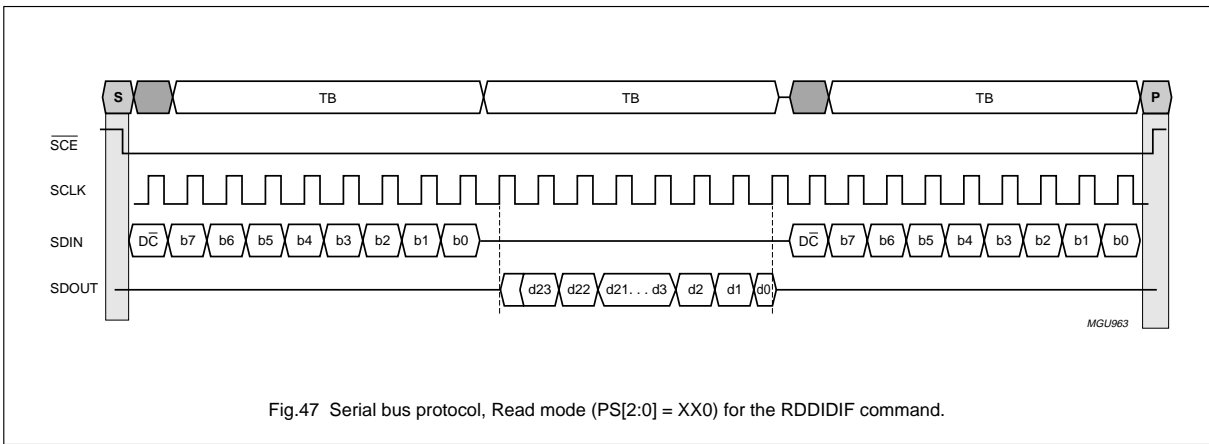 S TB TB TB P
SCE
SCLK
SDIN DC b7 b6 b5 b4 b3 b2 b1 b0 DC b7 b6 b5 b4 b3 b2 b1 b0
SDOUT d23 d22 d21. . . d3 d2 d1 d0
MGU963
Fig.47 Serial bus protocol, Read mode (PS[2:0] = XX0) for the RDDIDIF command.